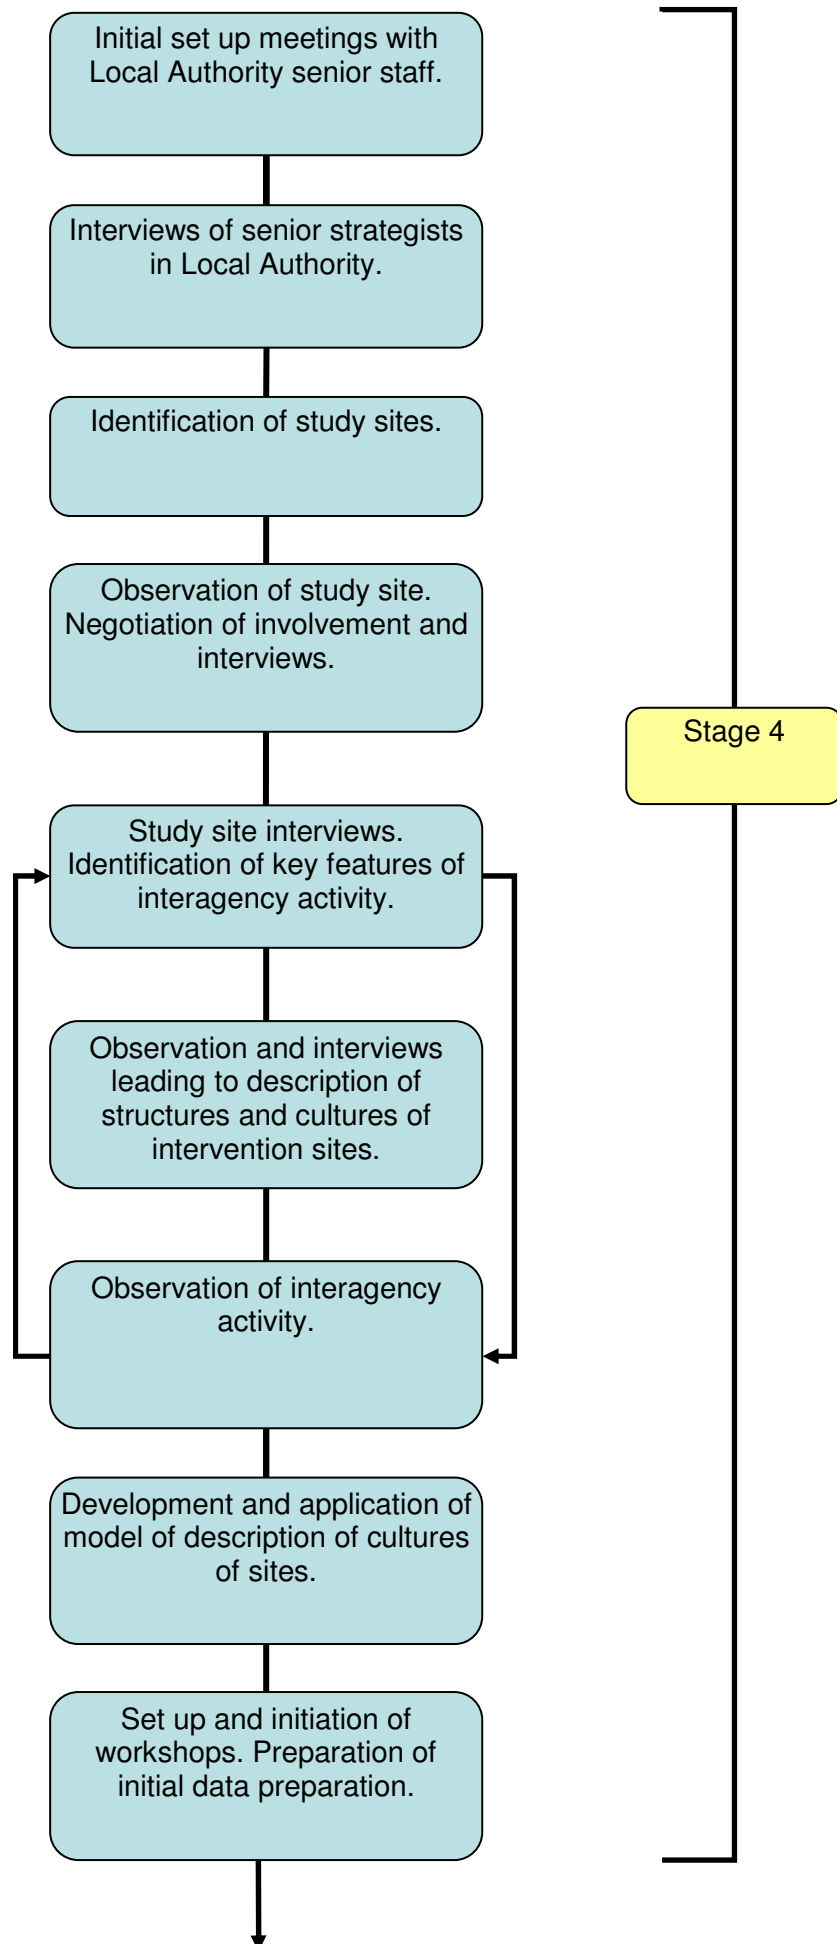 Initial set up meetings with
Local Authority senior staff.
Interviews of senior strategists
in Local Authority.
Identification of study sites.
Observation of study site.
Negotiation of involvement and
interviews.
Stage 4
Study site interviews.
Identification of key features of
interagency activity.
Observation and interviews
leading to description of
structures and cultures of
intervention sites.
Observation of interagency
activity.
Development and application of
model of description of cultures
of sites.
Set up and initiation of
workshops. Preparation of
initial data preparation.